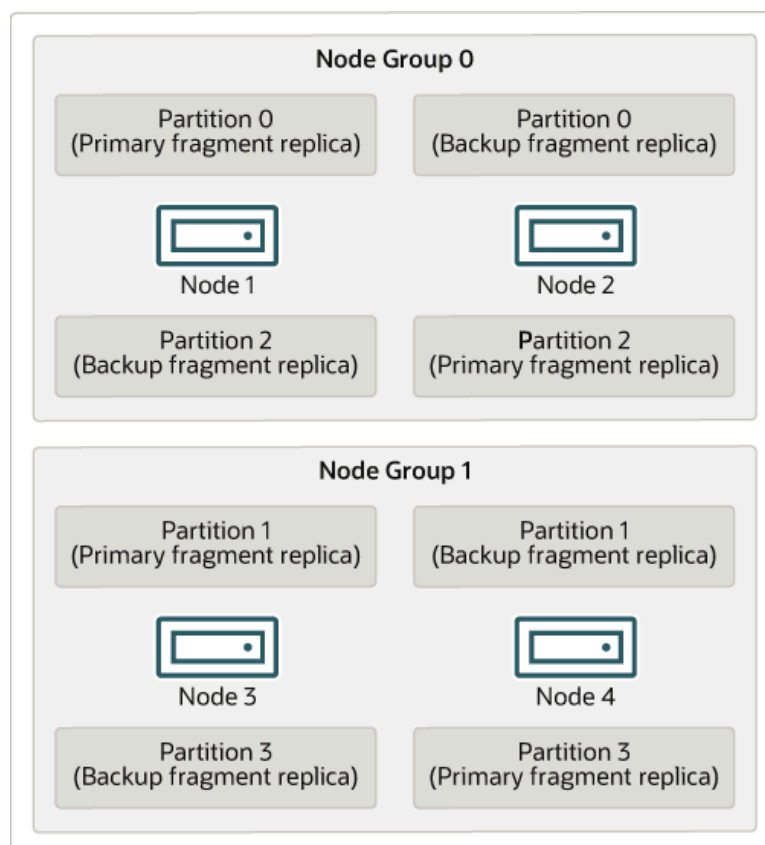 Node Group 0
Partition 0
(Primary fragment replica)
Partition 0
(Backup fragment replica)
Node 1
Node 2
Partition 2
(Backup fragment replica)
Partition 2
(Primary fragment replica)
Node Group 1
Partition 1
(Primary fragment replica)
Partition 1
(Backup fragment replica)
Node 3
Node 4
Partition 3
(Backup fragment replica)
Partition 3
(Primary fragment replica)